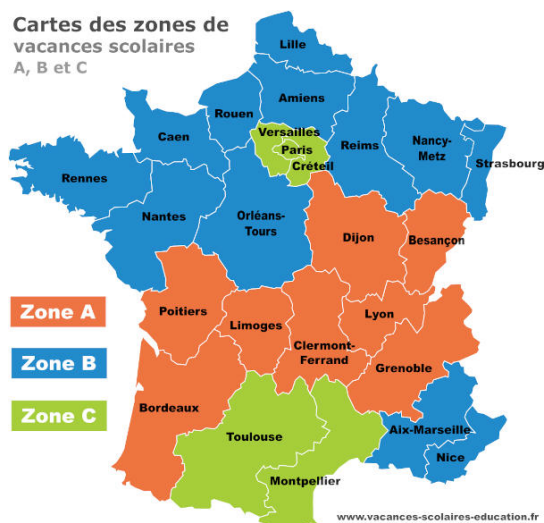 Cartes des zones de
vacances scolaires
A, B et C
Lille
Amiens
Rouen
Caen
Versailles
Paris
Créteil
Reims
Nancy-
Metz
Strasbourg
Rennes
Nantes
Orléans-
Tours
Dijon
Besançon
Zone A
Poitiers
Limoges
Clermont-
Ferrand
Lyon
Grenoble
Zone B
Bordeaux
Zone C
Toulouse
Aix-Marseille
Nice
Montpellier
www.vacances-scolaires-education.fr